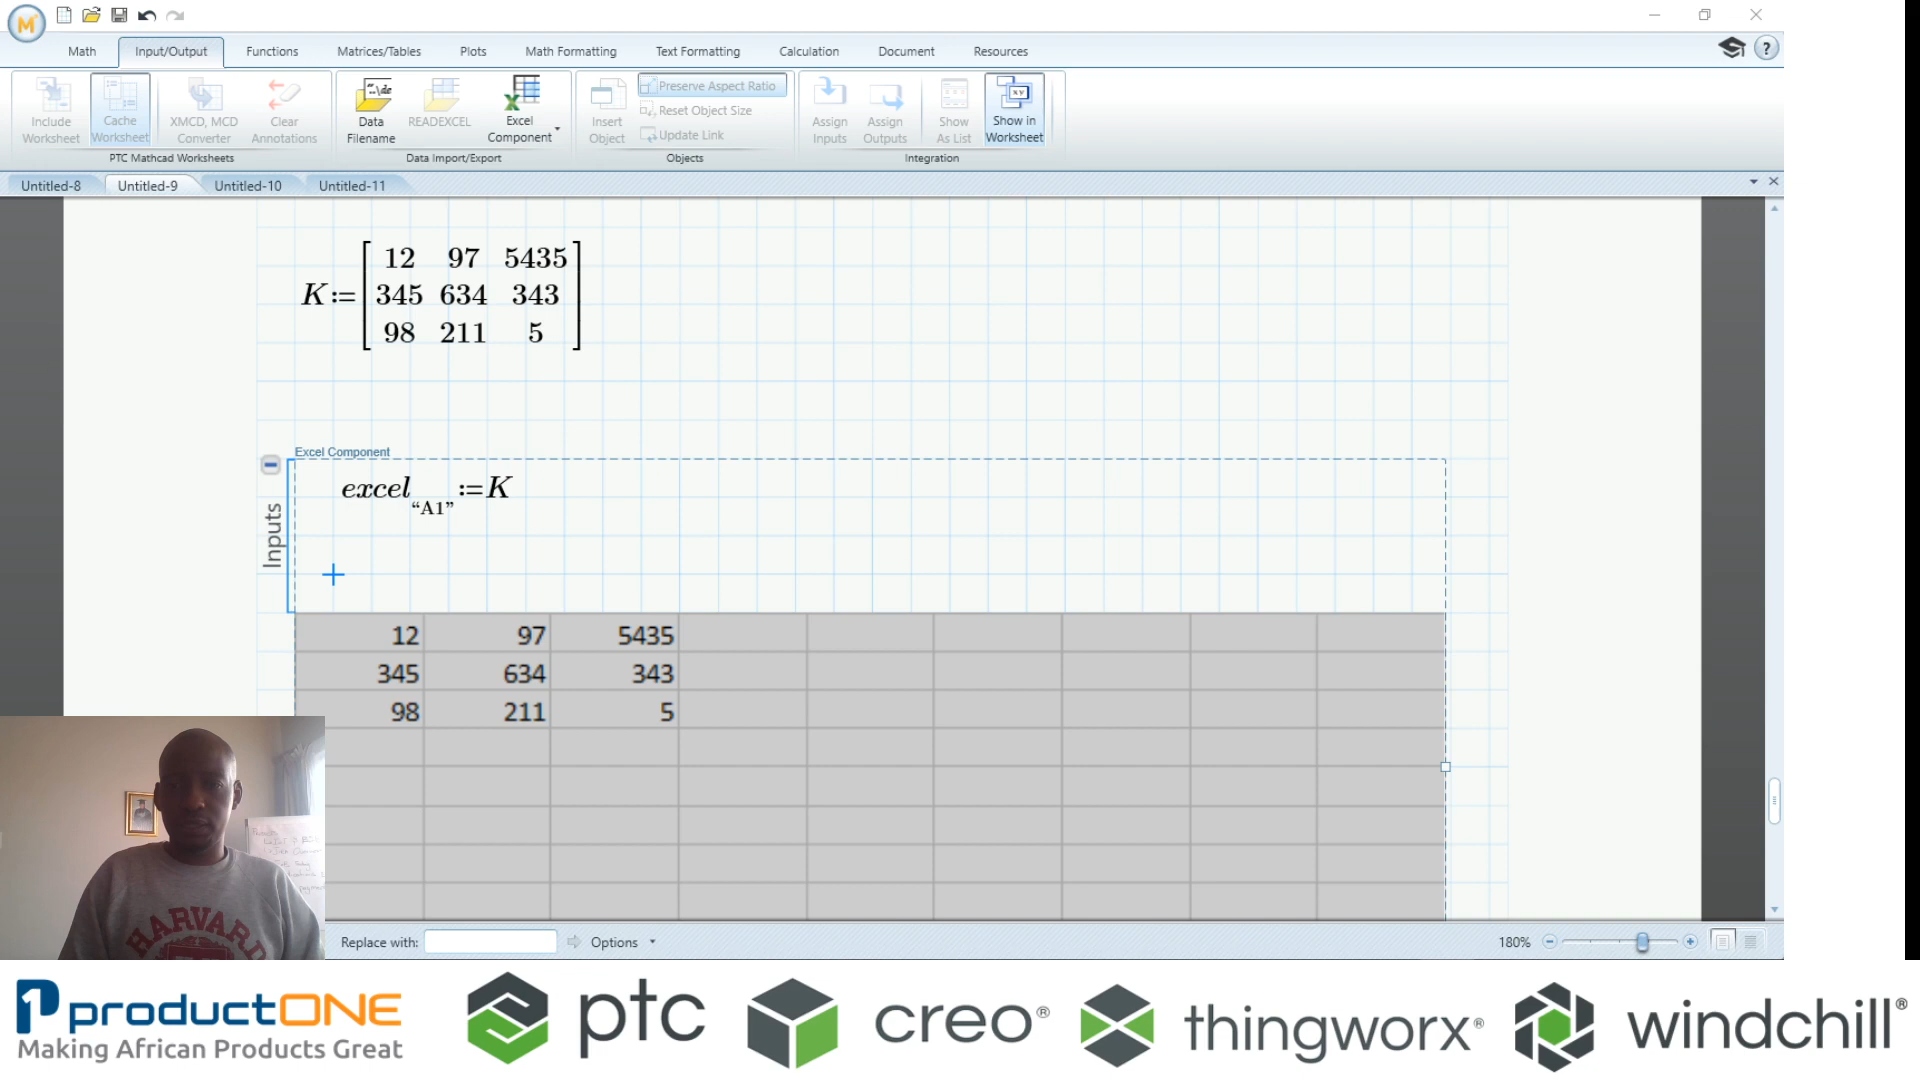 M
Math Input/Output Functions Matrices/Tables Plots Math Formatting Text Formatting Calculation Document Resources
?
Include Worksheet
Cache Worksheet
XMCD, MCD Converter
Clear Annotations
PTC Mathcad Worksheets
Data Filename
READEXCEL
Excel Component
Data Import/Export
Insert Object
Preserve Aspect Ratio
Reset Object Size
Update Link
Objects
Assign Inputs
Assign Outputs
Show As List
Show in Worksheet
Integration
Untitled-8 Untitled-9 Untitled-10 Untitled-11
12 97 5435
K:= 345 634 343
98 211 5
Excel Component
Inputs
excel"A1" := K
12 97 5435
345 634 343
98 211 5
HARVARD
Replace with: Options
180%
productONE
Making African Products Great
ptc
creo®
thingworx®
windchill®